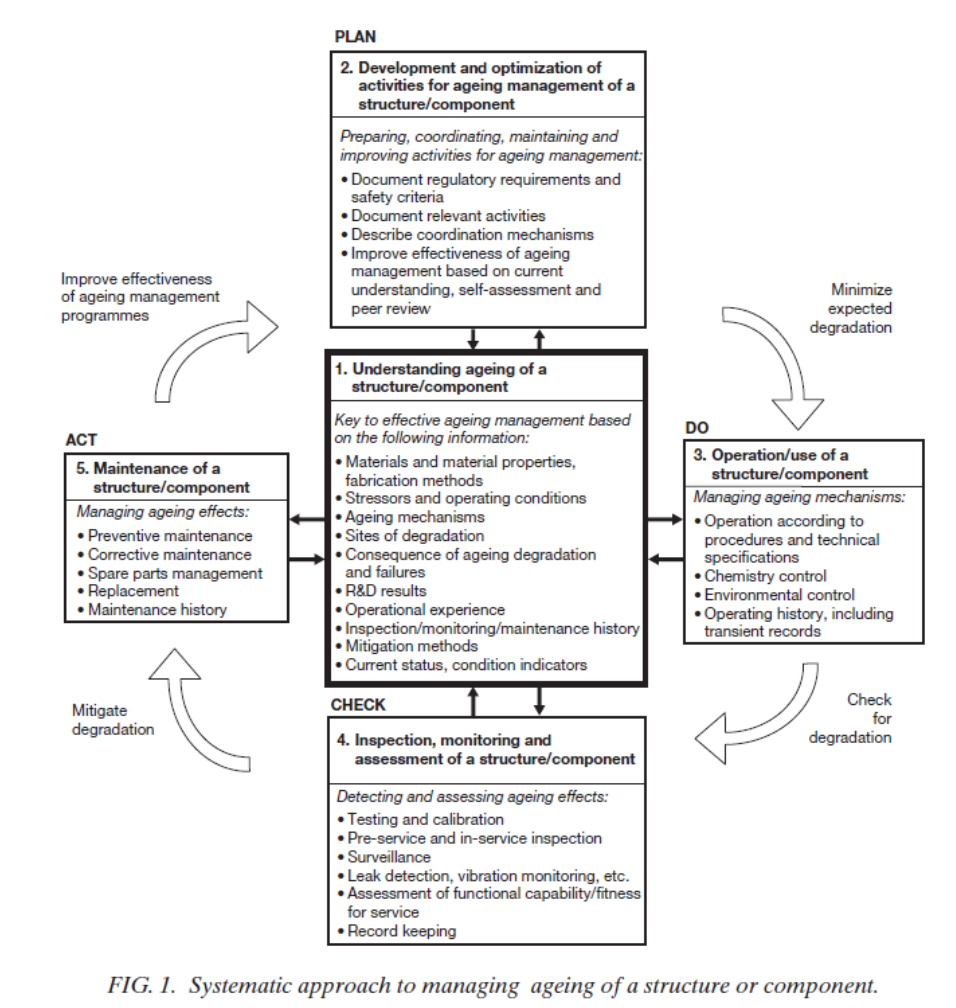 PLAN
2. Development and optimization of
activities for ageing management of a
structure/component
Preparing, coordinating, maintaining and
improving activities for ageing management:
• Document regulatory requirements and
safety criteria
• Document relevant activities
• Describe coordination mechanisms
• Improve effectiveness of ageing
management based on current
understanding, self-assessment and
peer review
Improve effectiveness
of ageing management
programmes
Minimize
expected
degradation
1. Understanding ageing of a
structure/component
Key to effective ageing management based
on the following information:
• Materials and material properties,
fabrication methods
• Stressors and operating conditions
• Ageing mechanisms
• Sites of degradation
• Consequence of ageing degradation
and failures
• R&D results
• Operational experience
• Inspection/monitoring/maintenance history
• Mitigation methods
• Current status, condition indicators
DO
3. Operation/use of a
structure/component
Managing ageing mechanisms:
• Operation according to
procedures and technical
specifications
• Chemistry control
• Environmental control
• Operating history, including
transient records
ACT
5. Maintenance of a
structure/component
Managing ageing effects:
• Preventive maintenance
• Corrective maintenance
• Spare parts management
• Replacement
• Maintenance history
Check
for
degradation
Mitigate
degradation
CHECK
4. Inspection, monitoring and
assessment of a structure/component
Detecting and assessing ageing effects:
• Testing and calibration
• Pre-service and in-service inspection
• Surveillance
• Leak detection, vibration monitoring, etc.
• Assessment of functional capability/fitness
for service
• Record keeping
FIG. 1. Systematic approach to managing ageing of a structure or component.